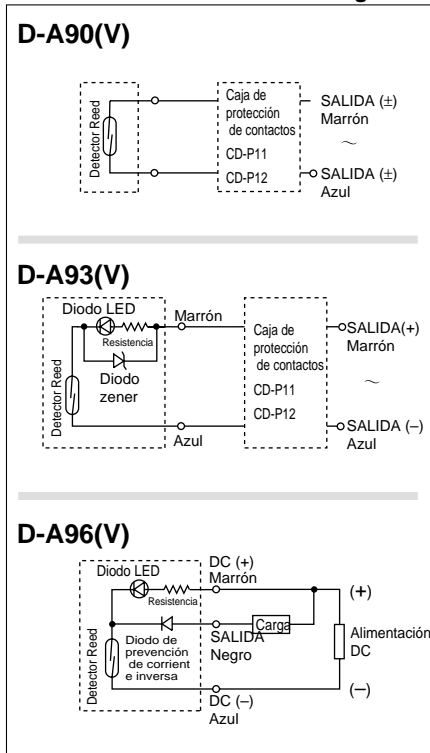 D-A90(V)
Detector Reed
Caja de
protección
de contactos
CD-P11
CD-P12
SALIDA (±)
Marrón
~
SALIDA (±)
Azul
D-A93(V)
Diodo LED
Resistencia
Diodo
zener
Detector Reed
Marrón
Azul
Caja de
protección
de contactos
CD-P11
CD-P12
SALIDA(+)
Marrón
~
SALIDA (–)
Azul
D-A96(V)
Diodo LED
Resistencia
Diodo de
prevención
de corrient
e inversa
Detector Reed
DC (+)
Marrón
SALIDA
Negro
Carga
DC (–)
Azul
(+)
Alimentación
DC
(–)